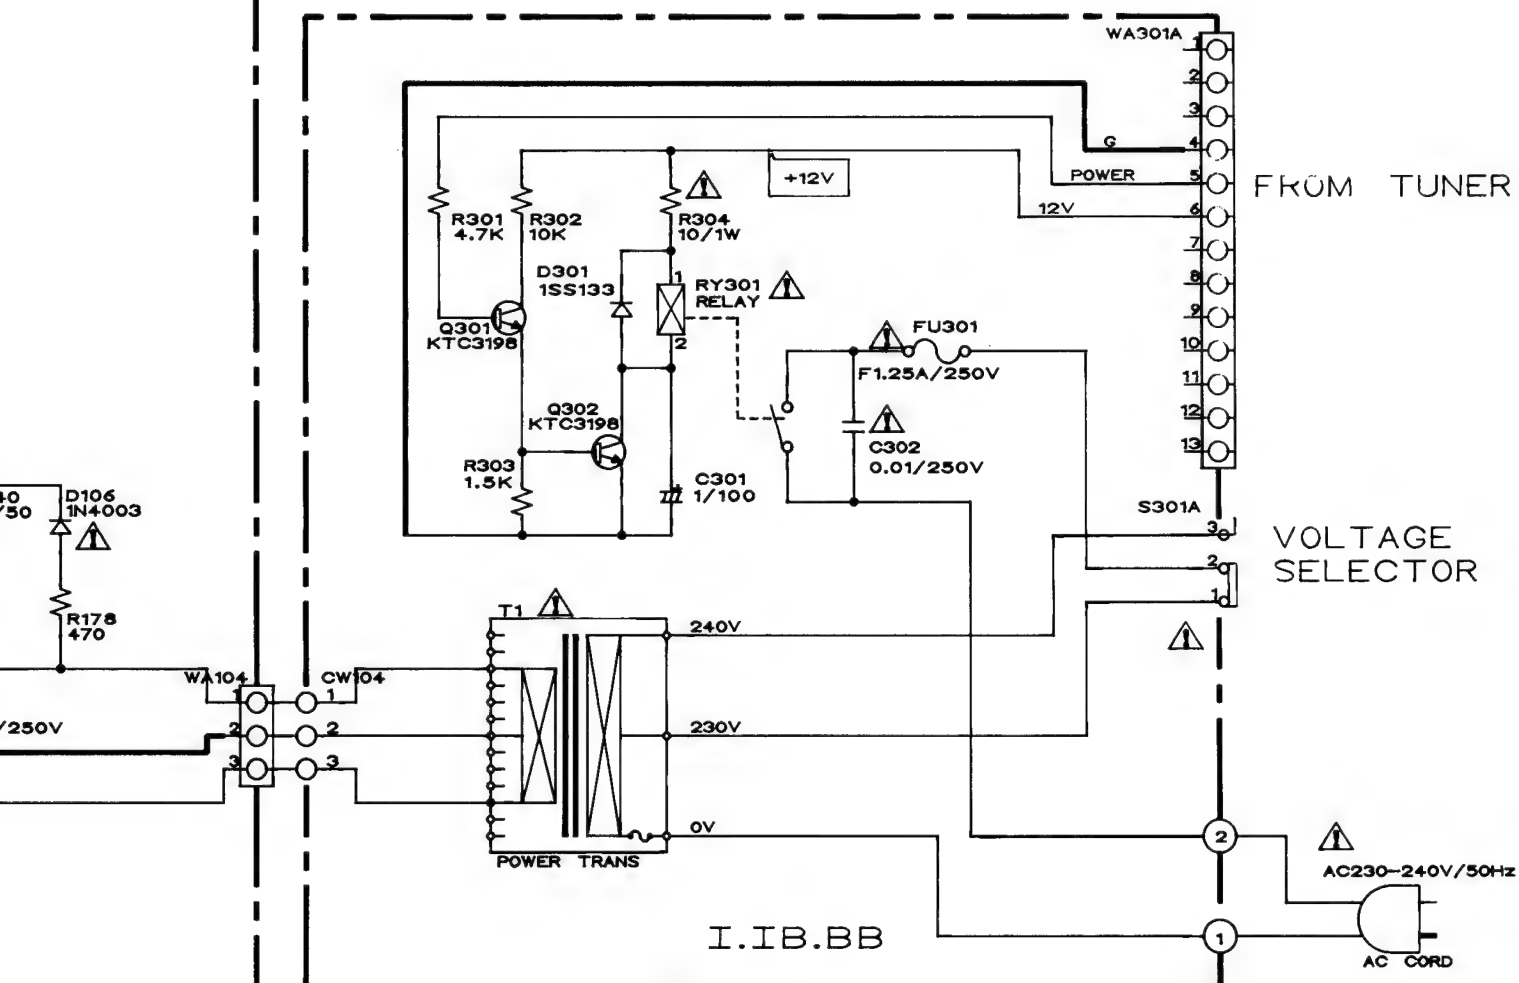 WA301A
1
2
3
G
4
POWER
5
FROM TUNER
+12V
12V
6
R301
4.7K
R302
10K
R304
10/1W
7
8
9
10
11
12
13
D301
1SS133
1
RY301
RELAY
2
Q301
KTC3198
FU301
F1.25A/250V
Q302
KTC3198
C302
0.01/250V
R303
1.5K
C301
1/100
S301A
3
2
1
VOLTAGE
SELECTOR
/50
D106
1N4003
R178
470
T1
240V
230V
0V
POWER TRANS
WA104
CW104
1
1
2
2
3
3
/250V
2
AC230~240V/50Hz
1
AC CORD
I.IB.BB